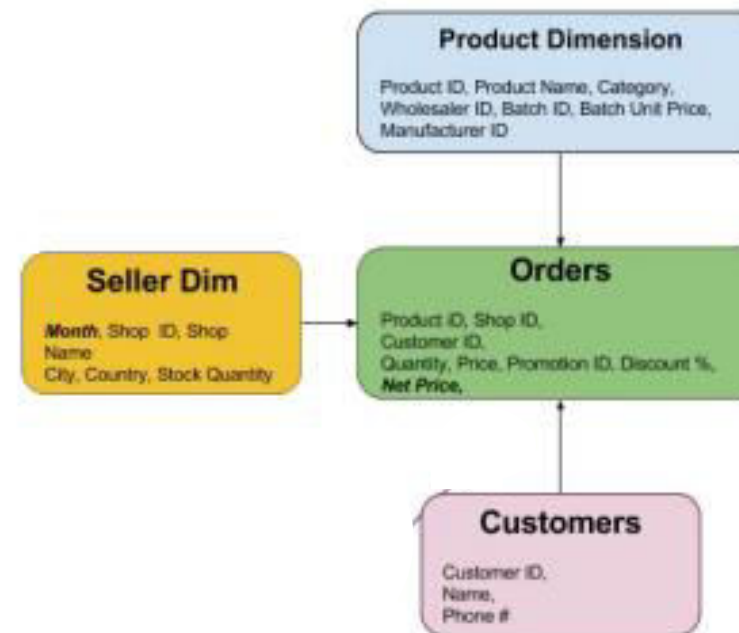 Product Dimension
Product ID, Product Name, Category,
Wholesaler ID, Batch ID, Batch Unit Price,
Manufacturer ID
Seller Dim
Month, Shop ID, Shop
Name
City, Country, Stock Quantity
Orders
Product ID, Shop ID,
Customer ID,
Quantity, Price, Promotion ID, Discount %,
Net Price,
Customers
Customer ID,
Name,
Phone #